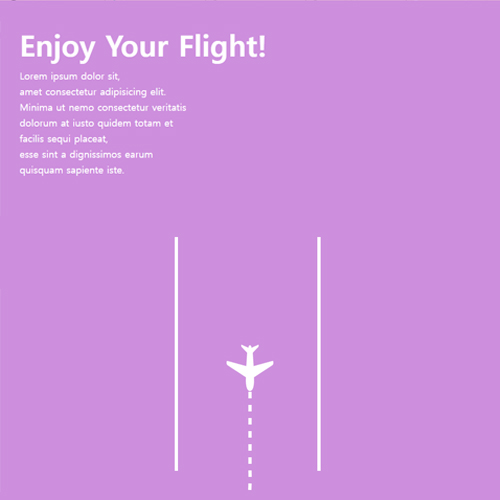 Enjoy Your Flight!
Lorem ipsum dolor sit,
amet consectetur adipisicing elit.
Minima ut nemo consectetur veritatis
dolorum at iusto quidem totam et
facilis sequi placeat,
esse sint a dignissimos earum
quisquam sapiente iste.